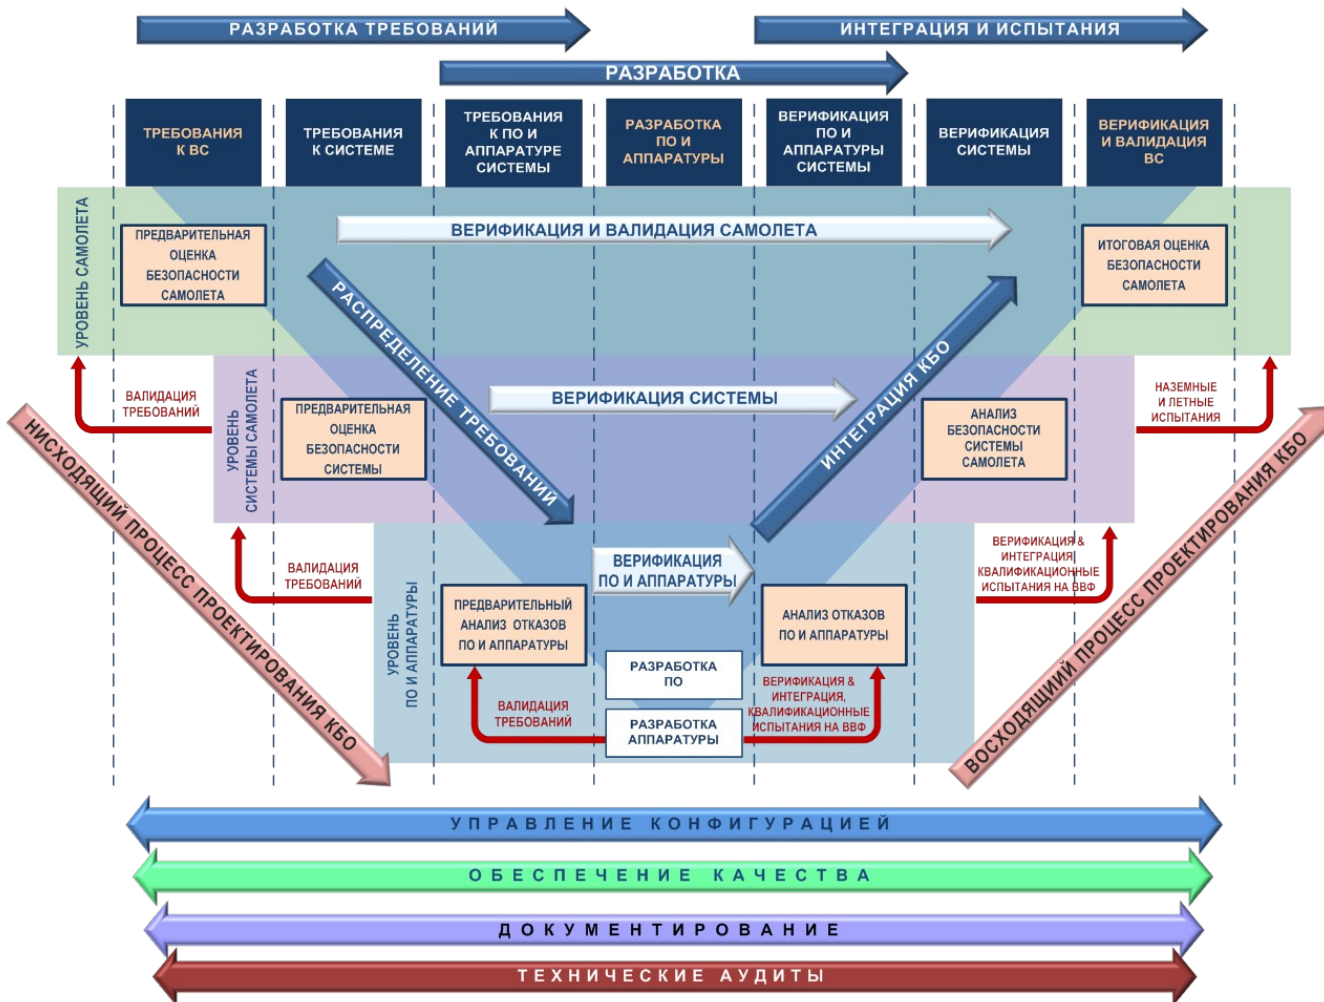 РАЗРАБОТКА ТРЕБОВАНИЙ
ИНТЕГРАЦИЯ И ИСПЫТАНИЯ
РАЗРАБОТКА
ТРЕБОВАНИЯ
К ВС
ТРЕБОВАНИЯ
К СИСТЕМЕ
ТРЕБОВАНИЯ
К ПО И
АППАРАТУРЕ
СИСТЕМЫ
РАЗРАБОТКА
ПО И
АППАРАТУРЫ
ВЕРИФИКАЦИЯ
ПО И
АППАРАТУРЫ
СИСТЕМЫ
ВЕРИФИКАЦИЯ
СИСТЕМЫ
ВЕРИФИКАЦИЯ
И ВАЛИДАЦИЯ
ВС
УРОВЕНЬ САМОЛЕТА
ПРЕДВАРИТЕЛЬНАЯ
ОЦЕНКА
БЕЗОПАСНОСТИ
САМОЛЕТА
ВЕРИФИКАЦИЯ И ВАЛИДАЦИЯ САМОЛЕТА
ИТОГОВАЯ ОЦЕНКА
БЕЗОПАСНОСТИ
САМОЛЕТА
РАСПРЕДЕЛЕНИЕ ТРЕБОВАНИЙ
ИНТЕГРАЦИЯ КБО
ВАЛИДАЦИЯ
ТРЕБОВАНИЙ
УРОВЕНЬ
СИСТЕМЫ САМОЛЕТА
ПРЕДВАРИТЕЛЬНАЯ
ОЦЕНКА
БЕЗОПАСНОСТИ
СИСТЕМЫ
ВЕРИФИКАЦИЯ СИСТЕМЫ
АНАЛИЗ
БЕЗОПАСНОСТИ
СИСТЕМЫ
САМОЛЕТА
НАЗЕМНЫЕ
И ЛЕТНЫЕ
ИСПЫТАНИЯ
НИСХОДЯЩИЙ ПРОЦЕСС ПРОЕКТИРОВАНИЯ КБО
ВОСХОДЯЩИИЙ ПРОЦЕСС ПРОЕКТИРОВАНИЯ КБО
ВАЛИДАЦИЯ
ТРЕБОВАНИЙ
УРОВЕНЬ
ПО И АППАРАТУРЫ
ВЕРИФИКАЦИЯ
ПО И АППАРАТУРЫ
ВЕРИФИКАЦИЯ &
ИНТЕГРАЦИЯ,
КВАЛИФИКАЦИОННЫЕ
ИСПЫТАНИЯ НА ВВФ
ПРЕДВАРИТЕЛЬНЫЙ
АНАЛИЗ ОТКАЗОВ
ПО И АППАРАТУРЫ
АНАЛИЗ ОТКАЗОВ
ПО И АППАРАТУРЫ
РАЗРАБОТКА
ПО
ВАЛИДАЦИЯ
ТРЕБОВАНИЙ
РАЗРАБОТКА
АППАРАТУРЫ
ВЕРИФИКАЦИЯ &
ИНТЕГРАЦИЯ,
КВАЛИФИКАЦИОННЫЕ
ИСПЫТАНИЯ НА ВВФ
УПРАВЛЕНИЕ КОНФИГУРАЦИЕЙ
ОБЕСПЕЧЕНИЕ КАЧЕСТВА
ДОКУМЕНТИРОВАНИЕ
ТЕХНИЧЕСКИЕ АУДИТЫ